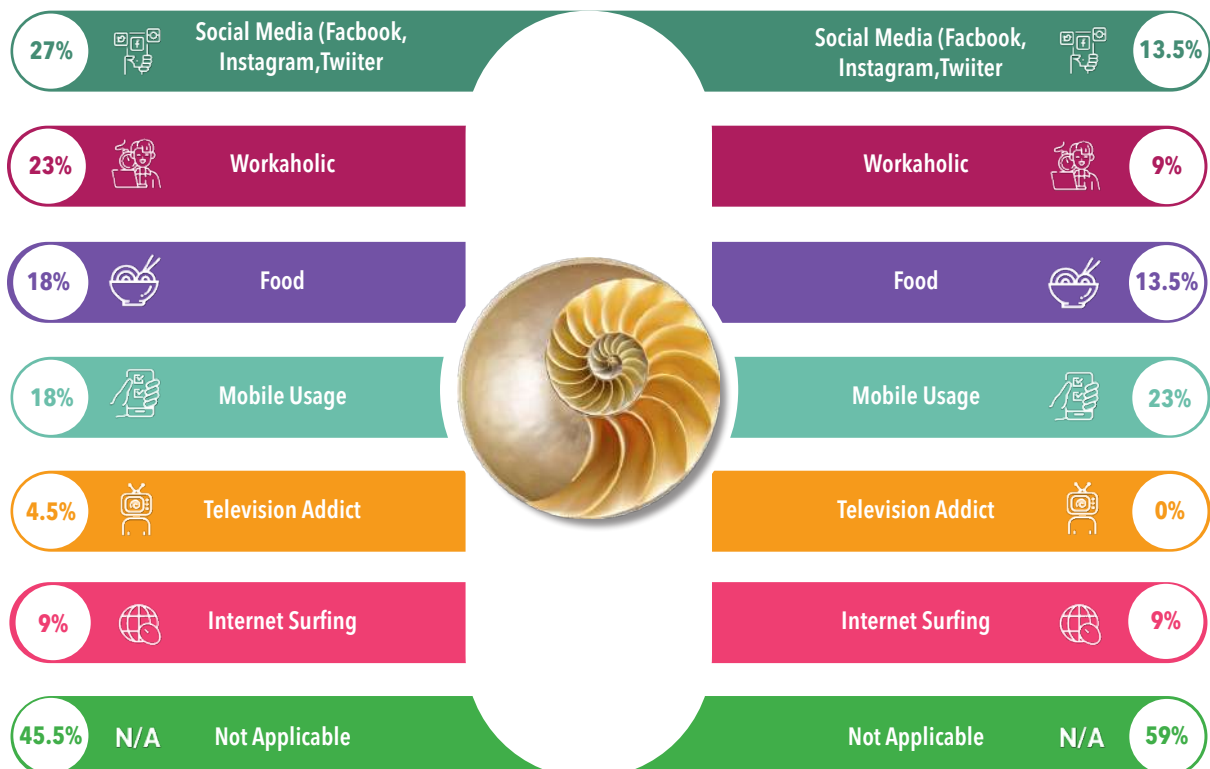 27%
Social Media (Facbook,
Instagram,Twiiter
Social Media (Facbook,
Instagram,Twiiter
13.5%
23%
Workaholic
Workaholic
9%
18%
Food
Food
13.5%
18%
Mobile Usage
Mobile Usage
23%
4.5%
Television Addict
Television Addict
0%
9%
Internet Surfing
Internet Surfing
9%
45.5%
N/A
Not Applicable
Not Applicable
N/A
59%